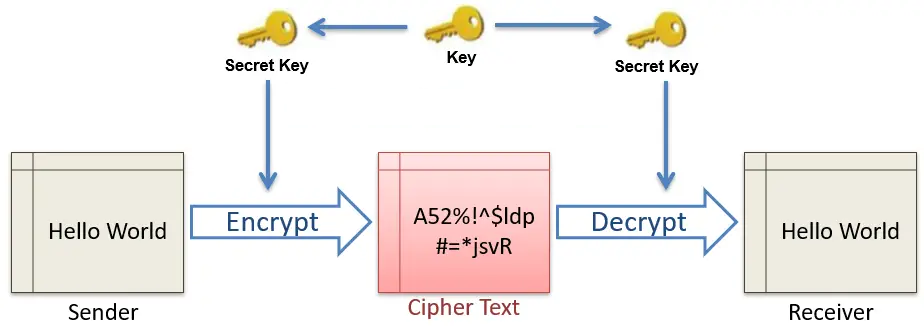 Secret Key
Key
Secret Key
Hello World
Encrypt
A52%!^$ldp
#=*jsvR
Decrypt
Hello World
Sender
Cipher Text
Receiver